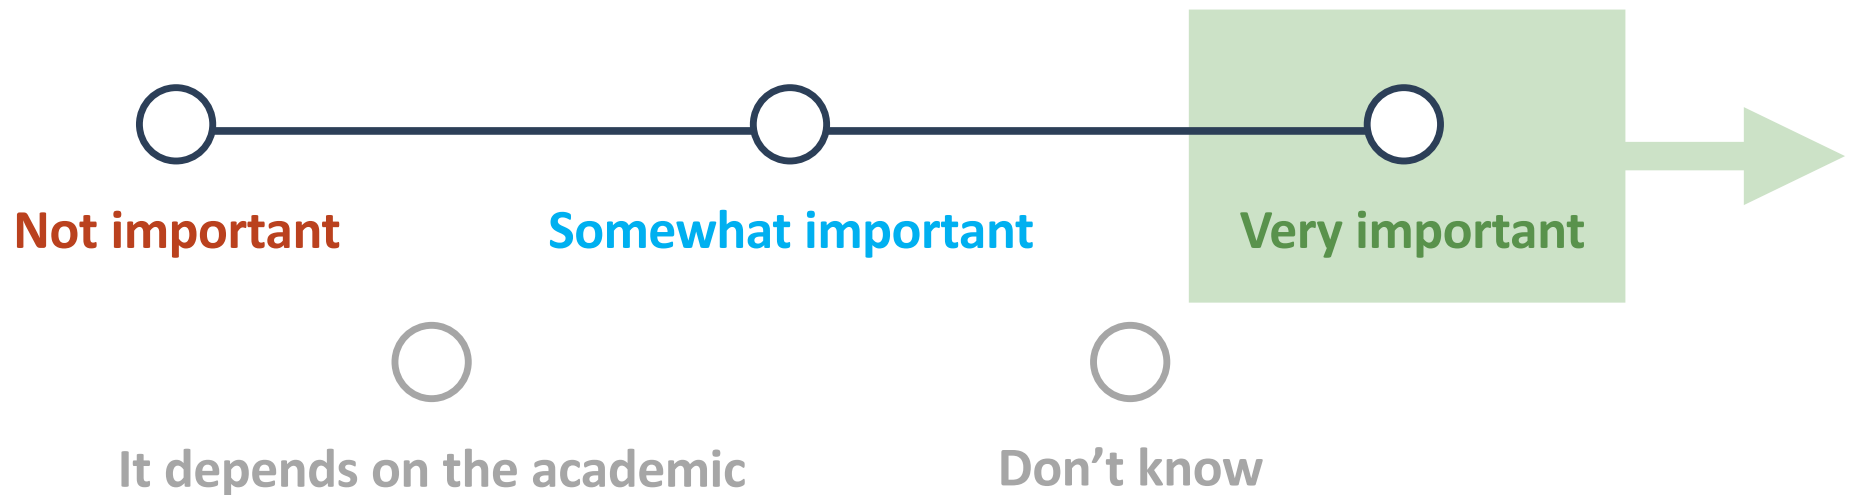 Not important
Somewhat important
Very important
It depends on the academic
Don’t know